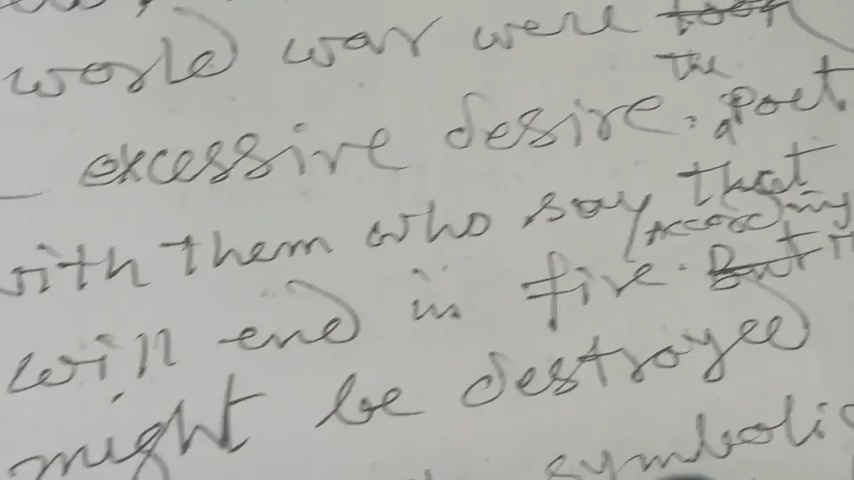 world war were
the
excessive desire. Poet
with them who say that
According
will end in fire. But
might be destroyed
symbolic